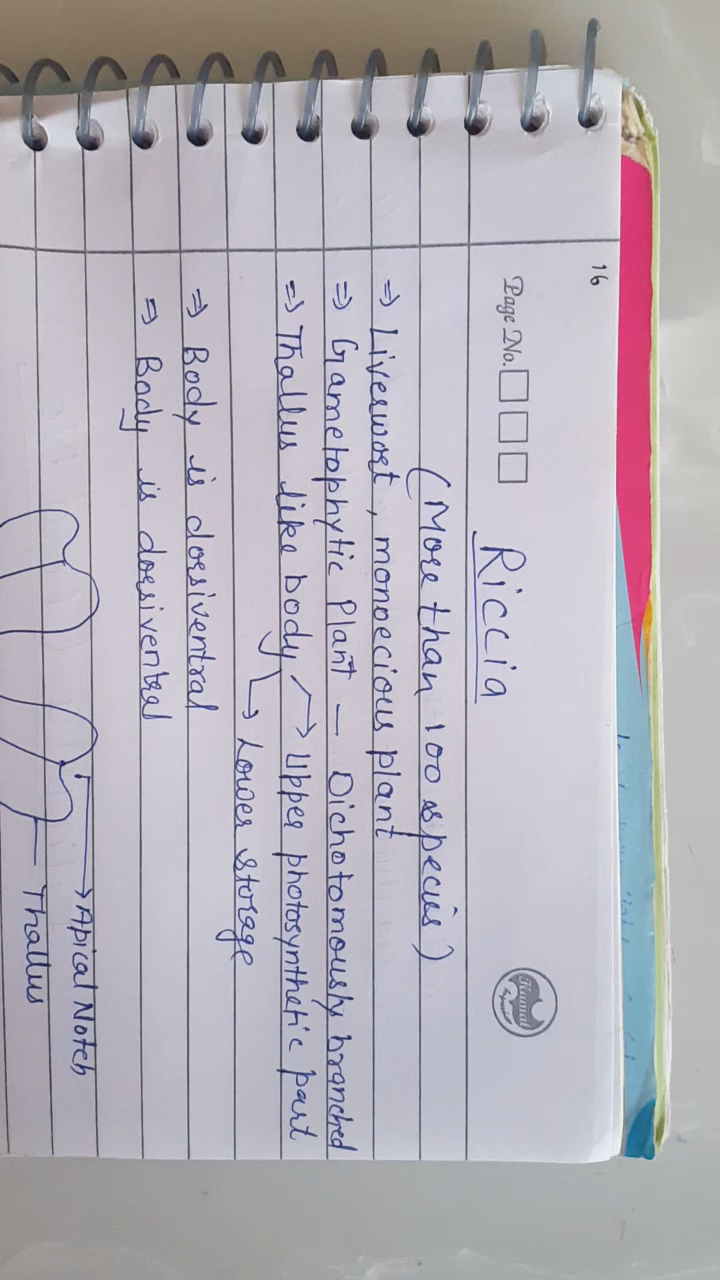 16
Page No.
Riccia
(More than 100 species)
⇒ Liverwort, monoecious plant
⇒ Gametophytic Plant — Dichotomously branched
⇒ Thallus like body → Upper photosynthetic part
↳ Lower storage
⇒ Body is dorsiventral
⇒ Body is dorsiventral
→ Apical Notch
— Thallus